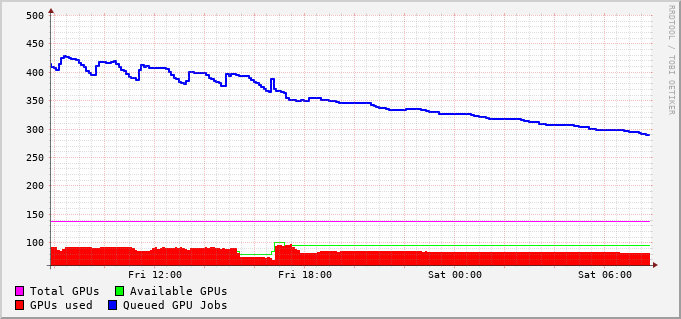 500
450
400
350
300
250
200
150
100
Fri 12:00 Fri 18:00 Sat 00:00 Sat 06:00
Total GPUs Available GPUs
GPUs used Queued GPU Jobs
RRDTOOL / TOBI OETIKER